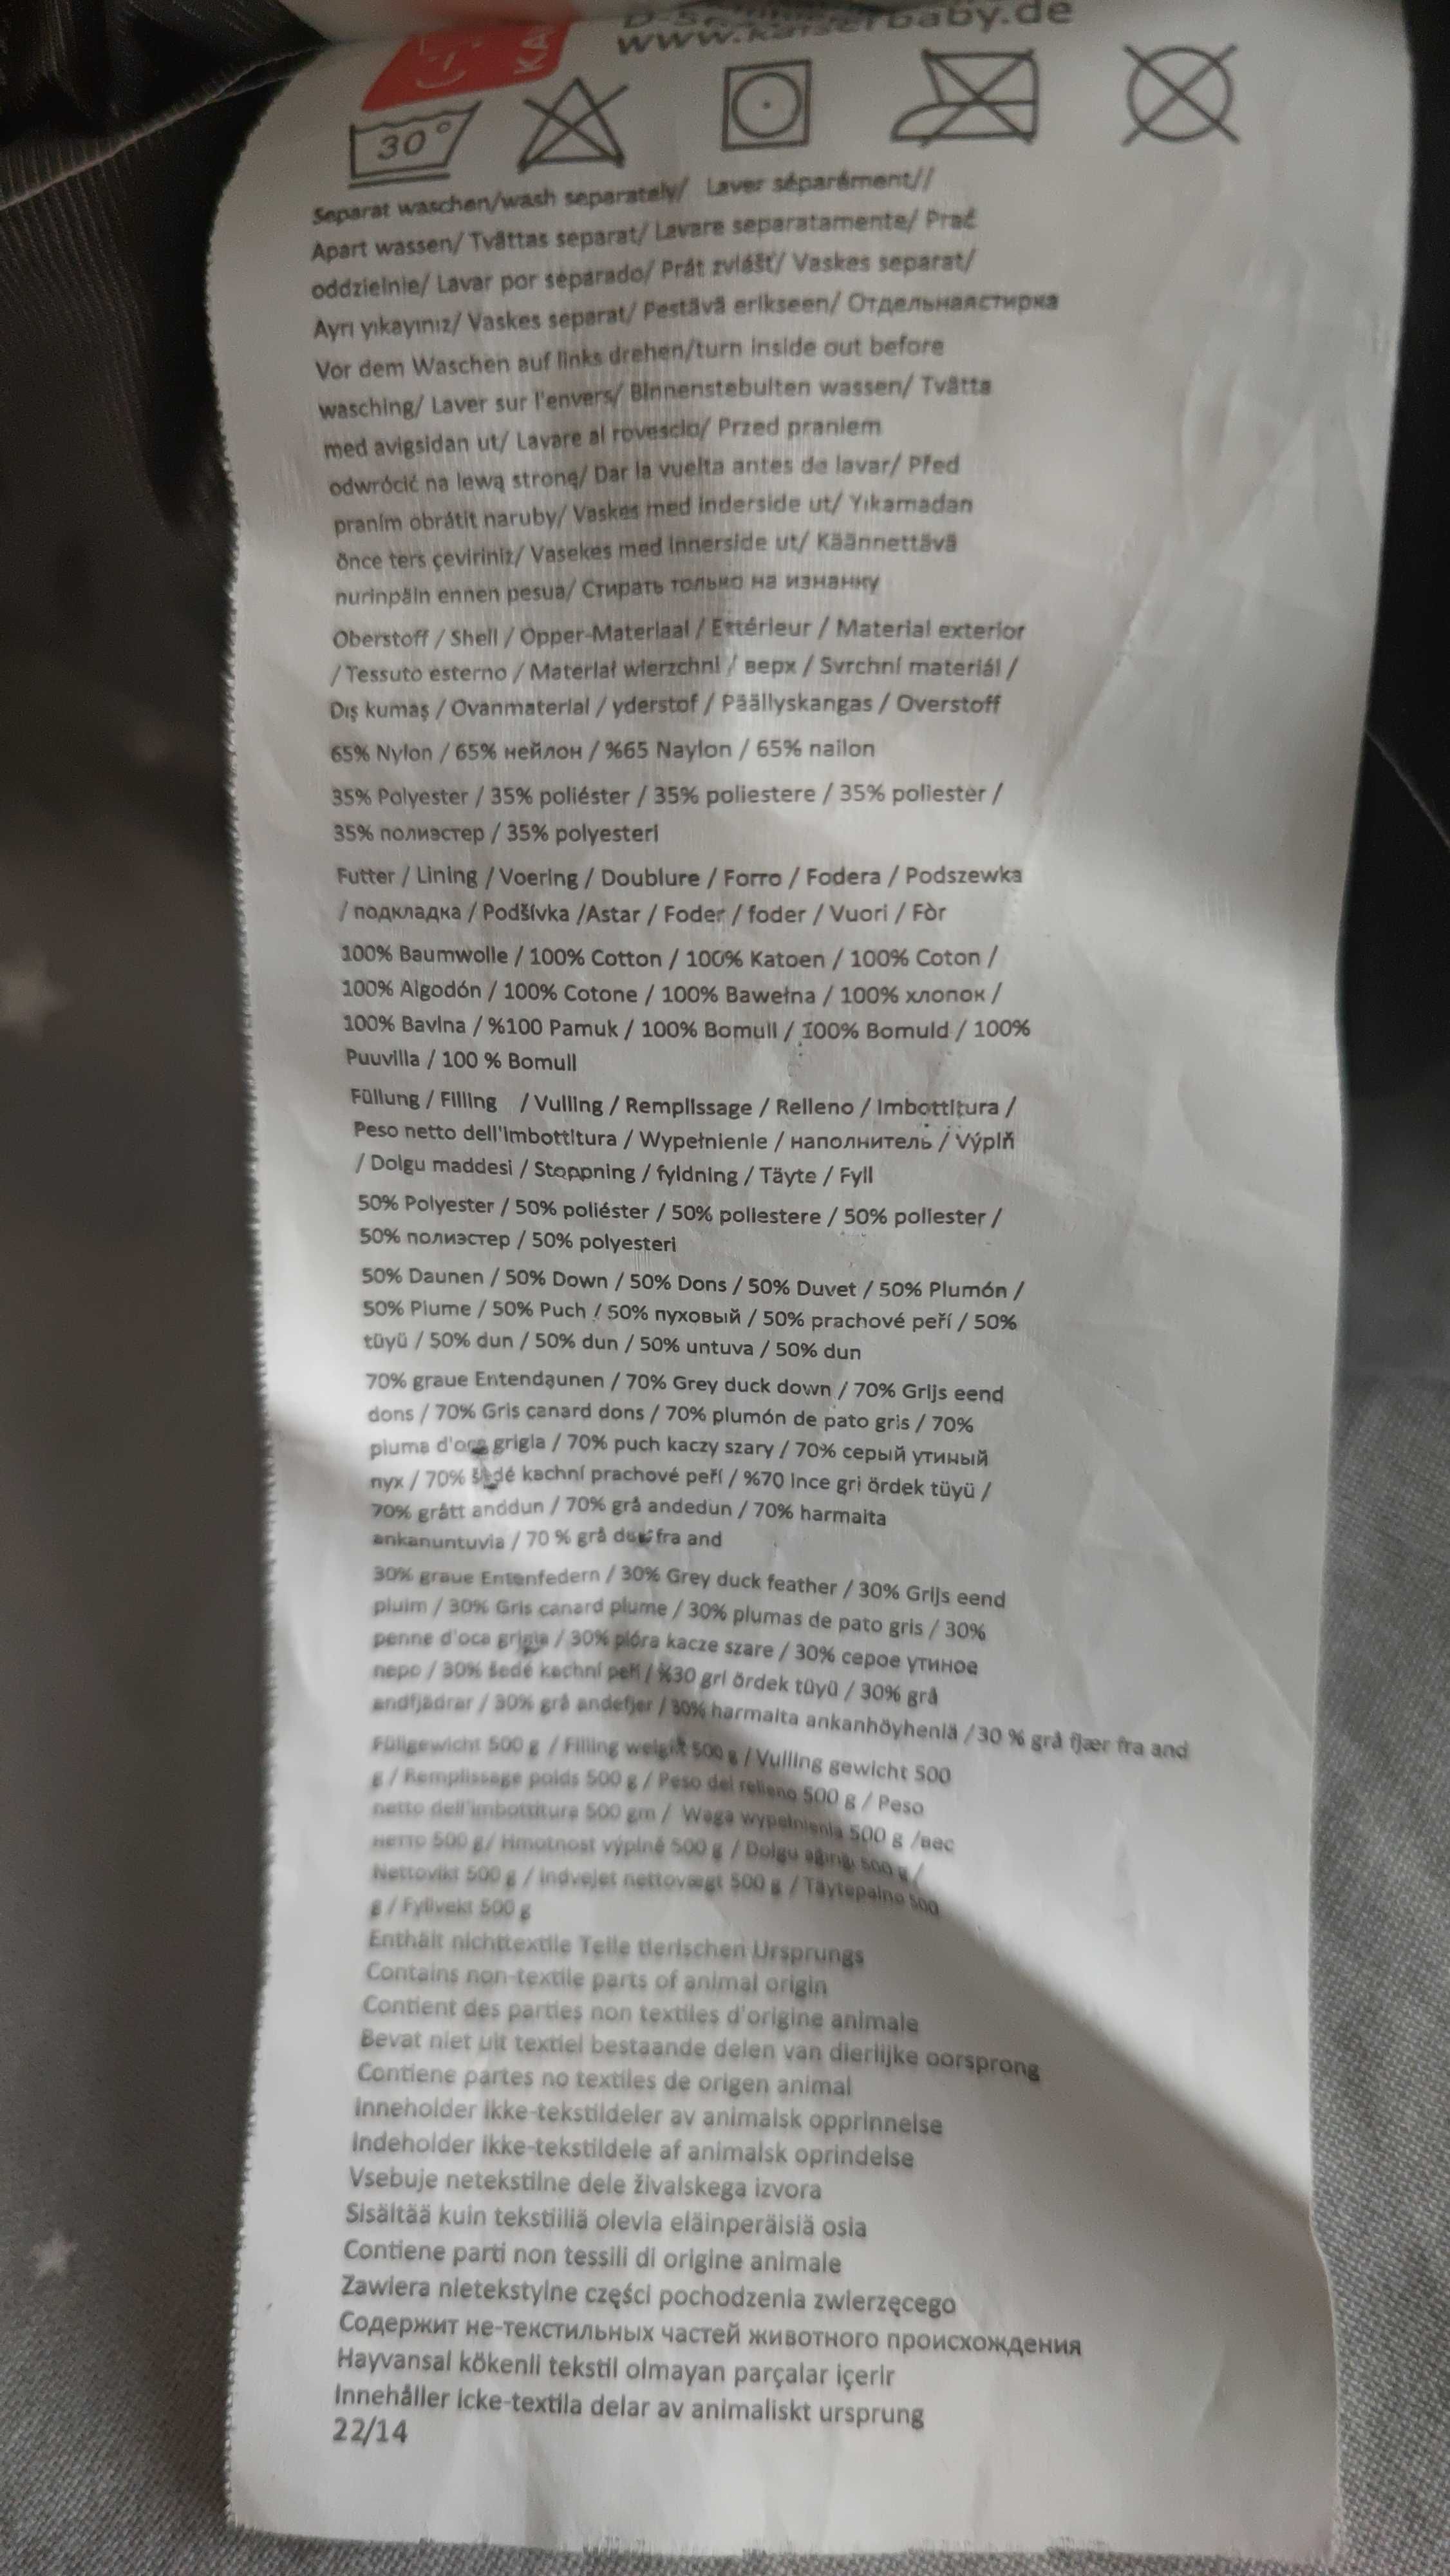 www.kaiserbaby.de
KA
30°
Separat waschen/wash separately/ Laver séparément//
Apart wassen/ Tvättas separat/ Lavare separatamente/ Prać
oddzielnie/ Lavar por separado/ Prát zvlášť/ Vaskes separat/
Ayrı yıkayınız/ Vaskes separat/ Pestävä erikseen/ Отдельнаястирка
Vor dem Waschen auf links drehen/turn inside out before
wasching/ Laver sur l'envers/ Binnenstebuiten wassen/ Tvätta
med avigsidan ut/ Lavare al rovescio/ Przed praniem
odwrócić na lewą stronę/ Dar la vuelta antes de lavar/ Před
praním obrátit naruby/ Vaskes med inderside ut/ Yıkamadan
önce ters çeviriniz/ Vasekes med innerside ut/ Käännettävä
nurinpäin ennen pesua/ Стирать только на изнанку
Oberstoff / Shell / Opper-Materiaal / Extérieur / Material exterior
/ Tessuto esterno / Materiał wierzchni / верх / Svrchní materiál /
Dış kumaş / Ovanmaterial / yderstof / Päällyskangas / Overstoff
65% Nylon / 65% нейлон / %65 Naylon / 65% nailon
35% Polyester / 35% poliéster / 35% poliestere / 35% poliester /
35% полиэстер / 35% polyesteri
Futter / Lining / Voering / Doublure / Forro / Fodera / Podszewka
/ подкладка / Podšívka /Astar / Foder / foder / Vuori / Fòr
100% Baumwolle / 100% Cotton / 100% Katoen / 100% Coton /
100% Algodón / 100% Cotone / 100% Bawełna / 100% хлопок /
100% Bavlna / %100 Pamuk / 100% Bomull / 100% Bomuld / 100%
Puuvilla / 100 % Bomull
Füllung / Filling / Vulling / Remplissage / Relleno / Imbottitura /
Peso netto dell'imbottitura / Wypełnienie / наполнитель / Výplň
/ Dolgu maddesi / Stoppning / fyldning / Täyte / Fyll
50% Polyester / 50% poliéster / 50% poliestere / 50% poliester /
50% полиэстер / 50% polyesteri
50% Daunen / 50% Down / 50% Dons / 50% Duvet / 50% Plumón /
50% Piume / 50% Puch / 50% пуховый / 50% prachové peří / 50%
tüyü / 50% dun / 50% dun / 50% untuva / 50% dun
70% graue Entendaunen / 70% Grey duck down / 70% Grijs eend
dons / 70% Gris canard dons / 70% plumón de pato gris / 70%
piuma d'oca grigia / 70% puch kaczy szary / 70% серый утиный
пух / 70% šedé kachní prachové peří / %70 ince gri ördek tüyü /
70% grått anddun / 70% grå andedun / 70% harmaita
ankanuntuvia / 70 % grå dun fra and
30% graue Entenfedern / 30% Grey duck feather / 30% Grijs eend
pluim / 30% Gris canard plume / 30% plumas de pato gris / 30%
penne d'oca grigia / 30% pióra kacze szare / 30% серое утиное
перо / 30% šedé kachní peří / %30 gri ördek tüyü / 30% grå
andfjädrar / 30% grå andefjer / 30% harmaita ankanhöyheniä / 30 % grå fjær fra and
Füllgewicht 500 g / Filling weight 500 g / Vulling gewicht 500
g / Remplissage poids 500 g / Peso del relleno 500 g / Peso
netto dell'imbottitura 500 gm / Waga wypełnienia 500 g /вес
нетто 500 g/ Hmotnost výplně 500 g / Dolgu ağırlığı 500 g /
Nettovikt 500 g / Indvejet nettovægt 500 g / Täytepaino 500
g / Fyllvekt 500 g
Enthält nichttextile Teile tierischen Ursprungs
Contains non-textile parts of animal origin
Contient des parties non textiles d'origine animale
Bevat niet uit textiel bestaande delen van dierlijke oorsprong
Contiene partes no textiles de origen animal
Inneholder ikke-tekstildeler av animalsk opprinnelse
Indeholder ikke-tekstildele af animalsk oprindelse
Vsebuje netekstilne dele živalskega izvora
Sisältää kuin tekstiiliä olevia eläinperäisiä osia
Contiene parti non tessili di origine animale
Zawiera nietekstylne części pochodzenia zwierzęcego
Содержит не-текстильных частей животного происхождения
Hayvansal kökenli tekstil olmayan parçalar içerir
Innehåller icke-textila delar av animaliskt ursprung
22/14